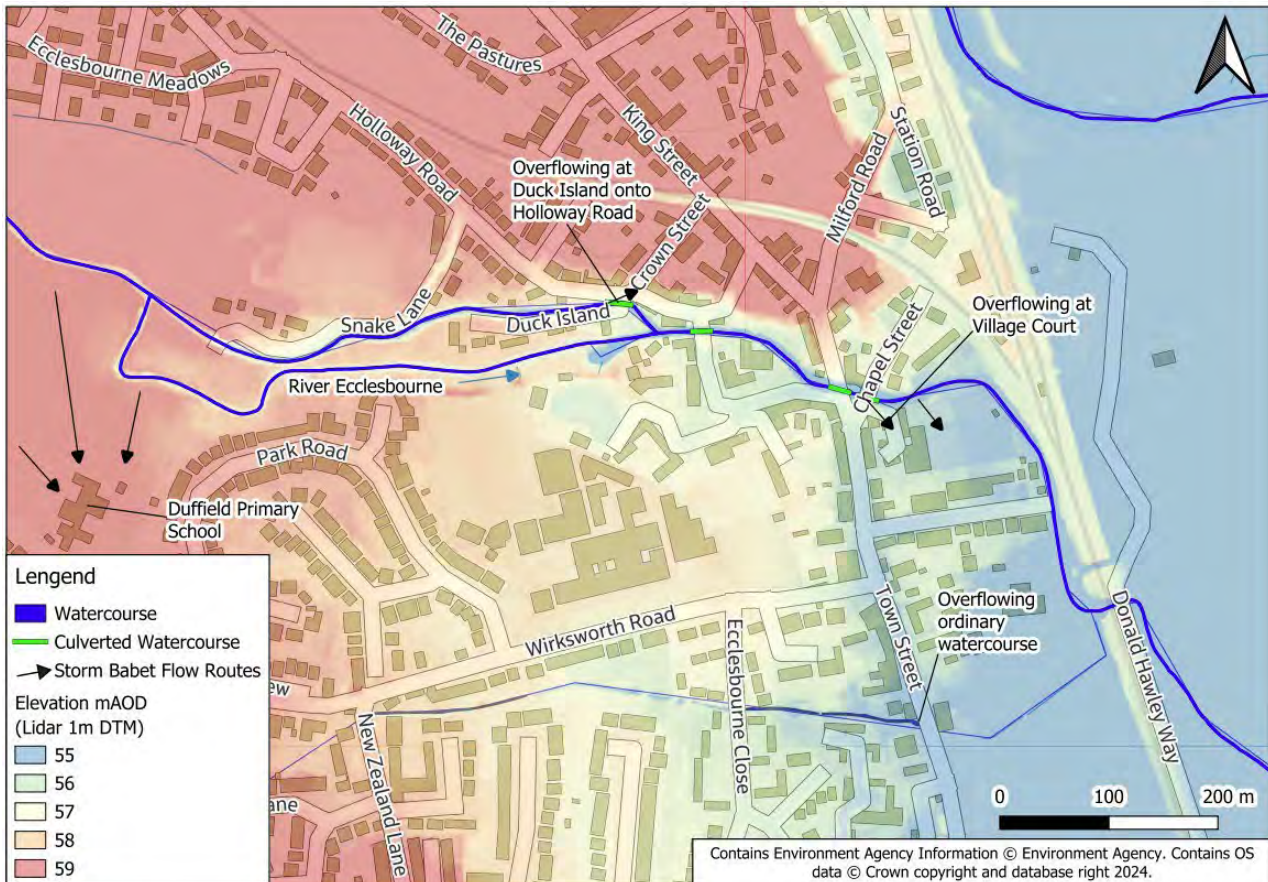 Ecclesbourne Meadows
The Pastures
Holloway Road
King Street
Station Road
Milford Road
Overflowing at
Duck Island onto
Holloway Road
Crown Street
Snake Lane
Duck Island
Chapel Street
Overflowing at
Village Court
River Ecclesbourne
Park Road
Duffield Primary
School
Wirksworth Road
Ecclesbourne Close
Town Street
Overflowing
ordinary
watercourse
Donald Hawley Way
New Zealand Lane
ew
ane
Lengend
Watercourse
Culverted Watercourse
Storm Babet Flow Routes
Elevation mAOD
(Lidar 1m DTM)
55
56
57
58
59
0 100 200 m
Contains Environment Agency Information © Environment Agency. Contains OS
data © Crown copyright and database right 2024.